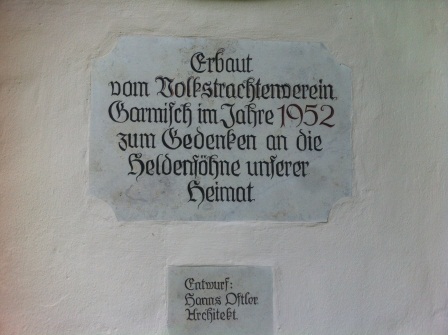 Erbaut
vom Volkstrachtenverein
Garmisch im Jahre 1952
zum Gedenken an die
Heldensöhne unserer
Heimat.
Entwurf:
Hanns Ostler
Architekt.